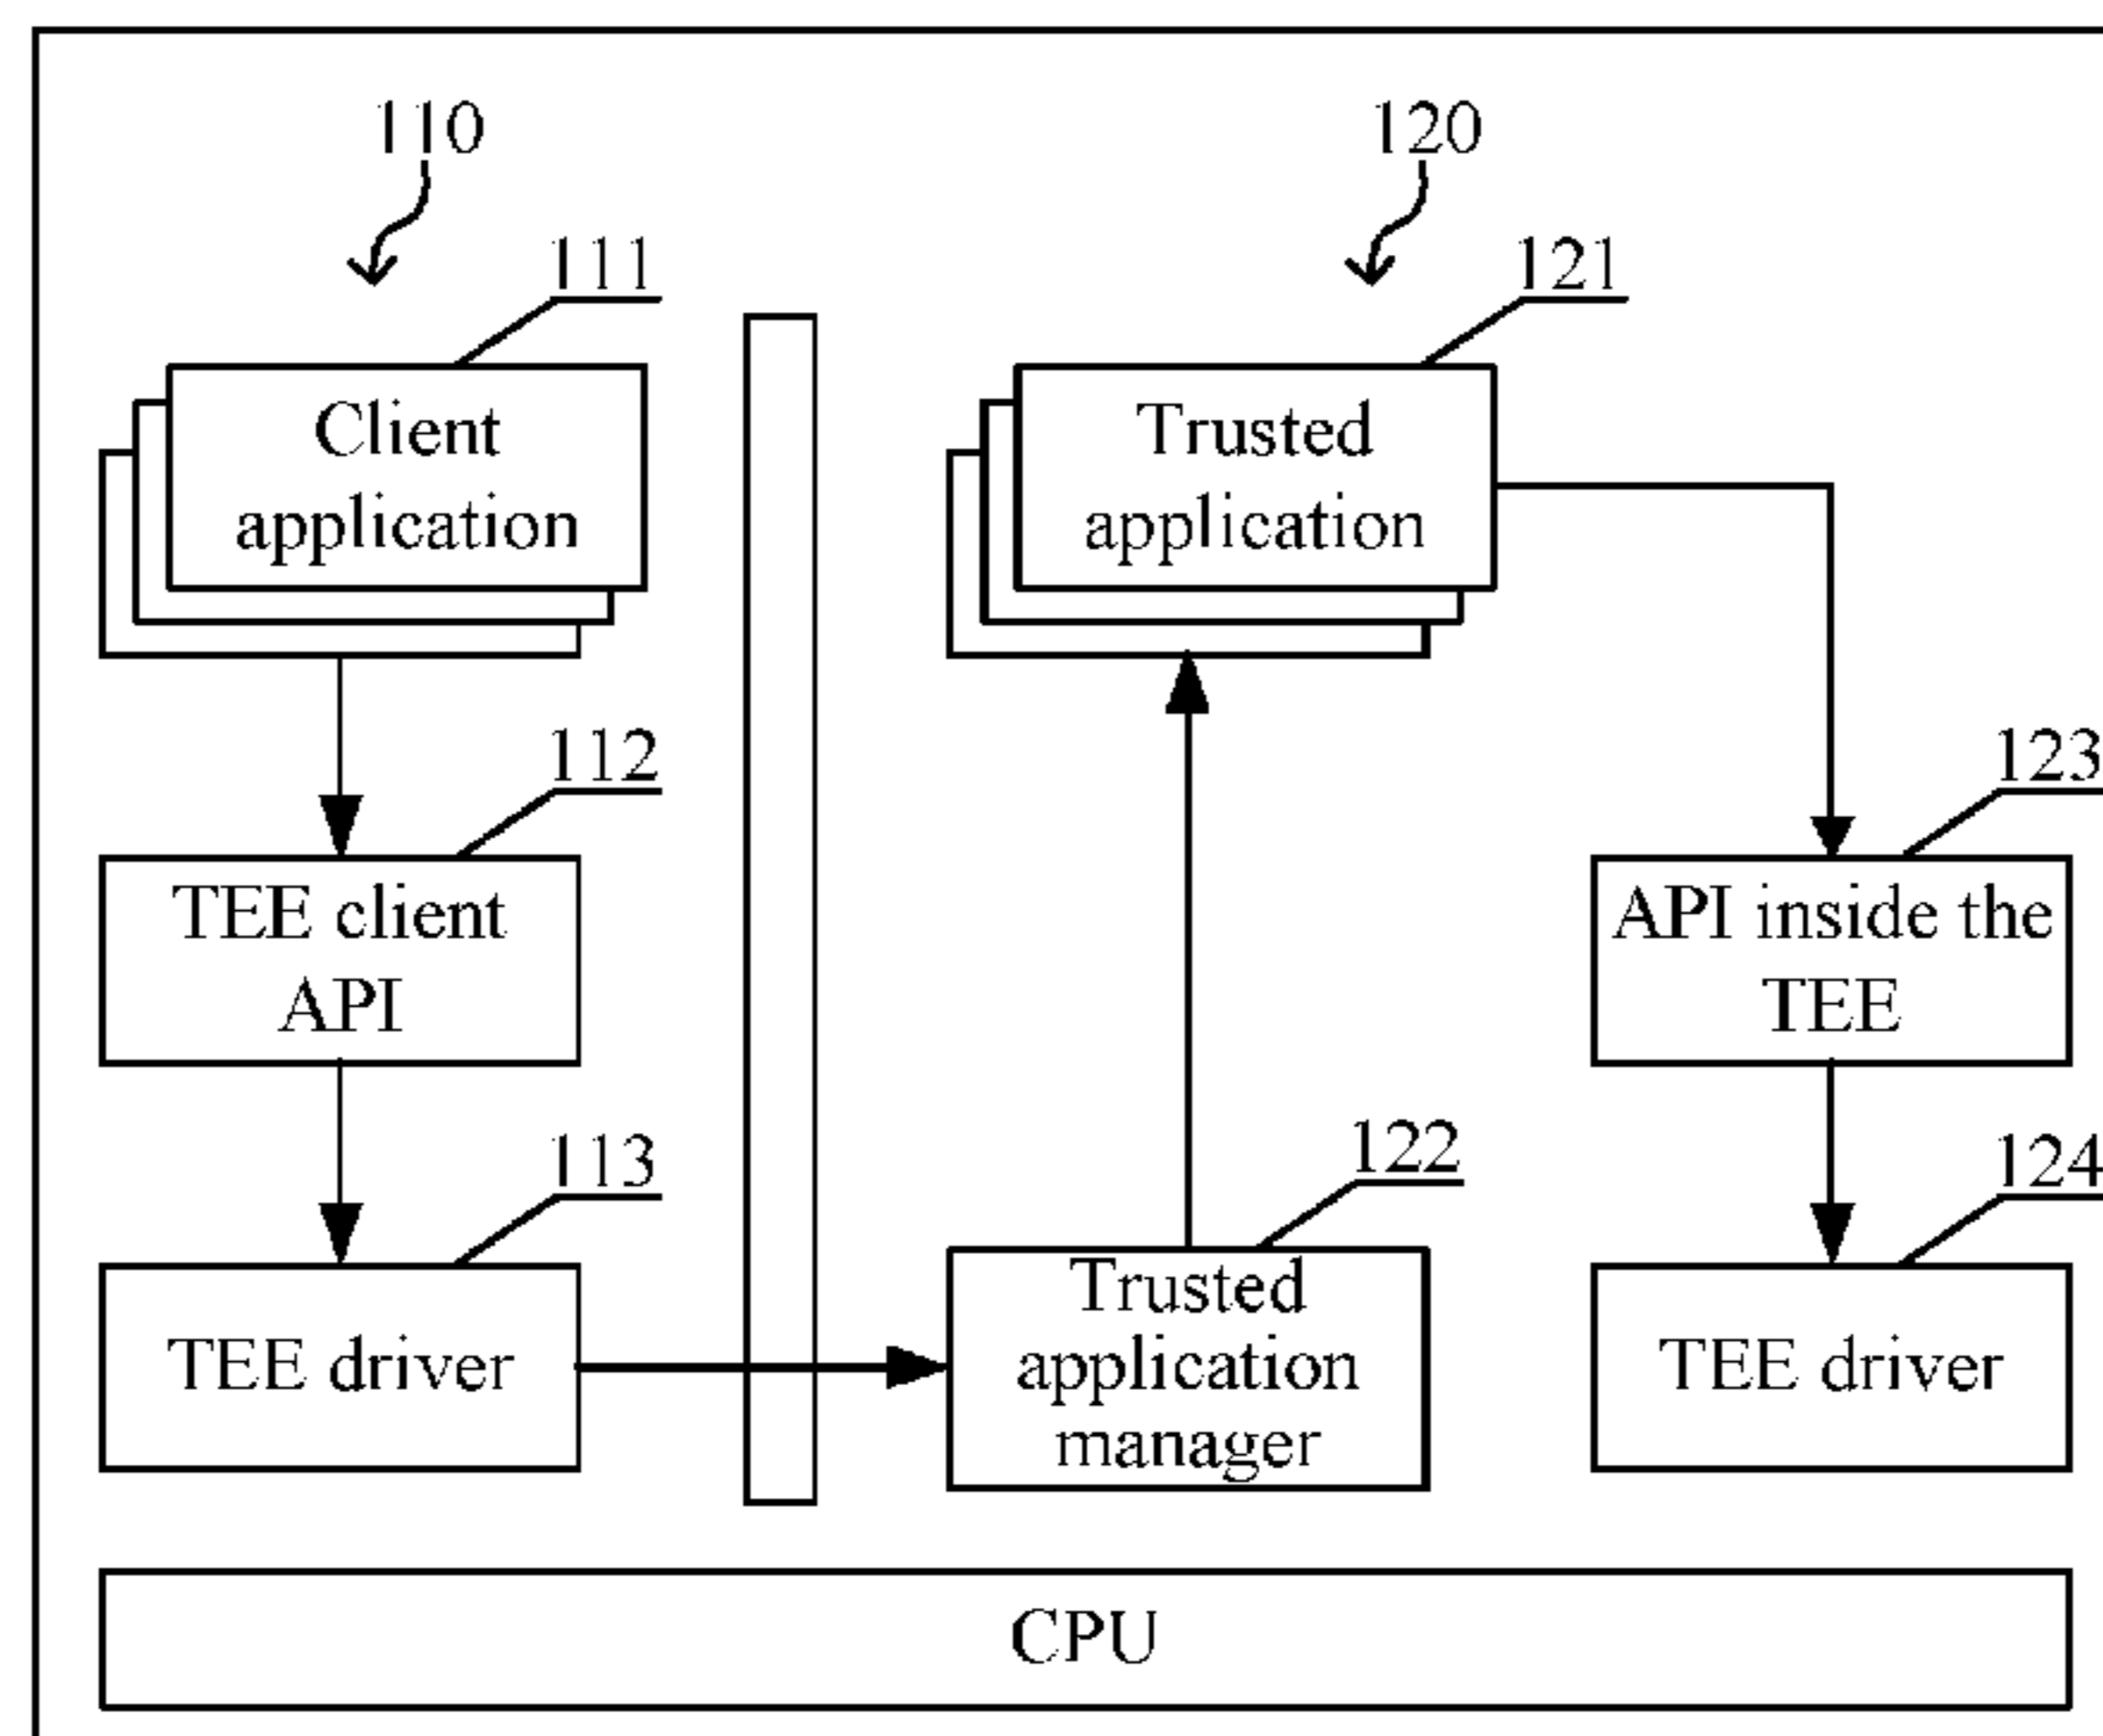 110
120
111
121
Client
application
Trusted
application
112
123
TEE client
API
API inside the
TEE
113
122
124
TEE driver
Trusted
application
manager
TEE driver
CPU